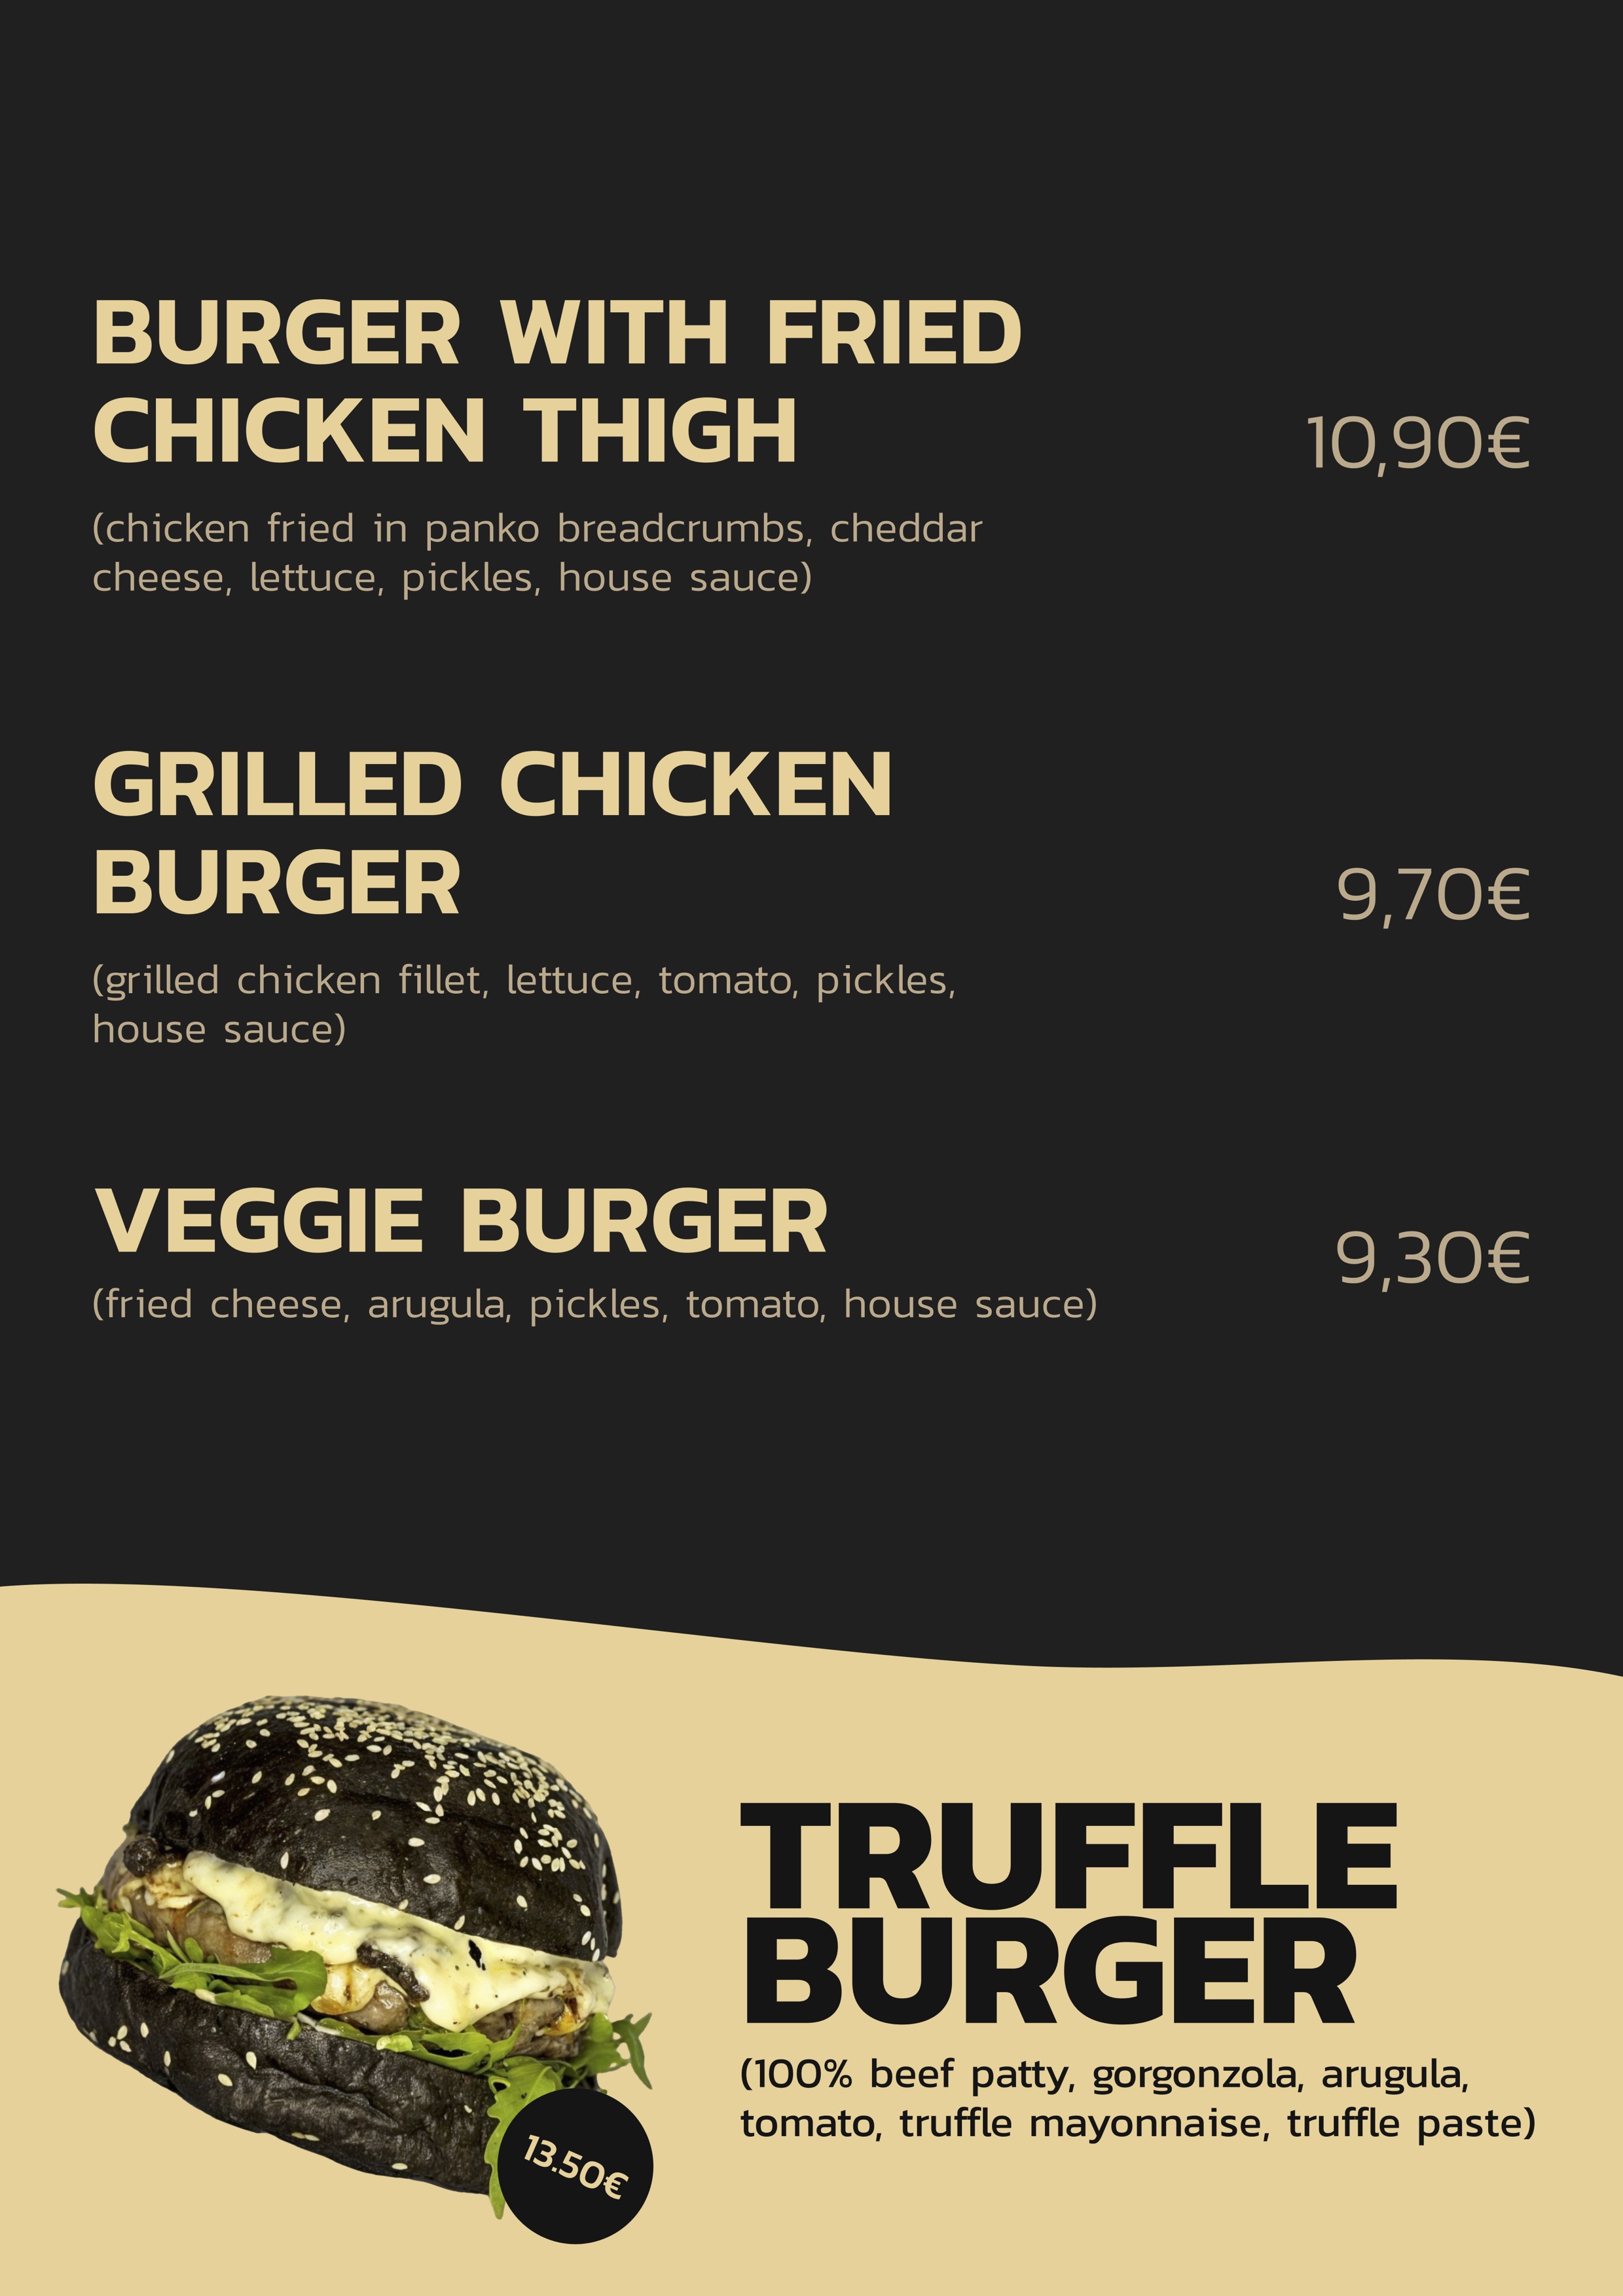 BURGER WITH FRIED
CHICKEN THIGH
10,90€
(chicken fried in panko breadcrumbs, cheddar
cheese, lettuce, pickles, house sauce)
GRILLED CHICKEN
BURGER
9,70€
(grilled chicken fillet, lettuce, tomato, pickles,
house sauce)
VEGGIE BURGER
9,30€
(fried cheese, arugula, pickles, tomato, house sauce)
TRUFFLE
BURGER
(100% beef patty, gorgonzola, arugula,
tomato, truffle mayonnaise, truffle paste)
13.50€